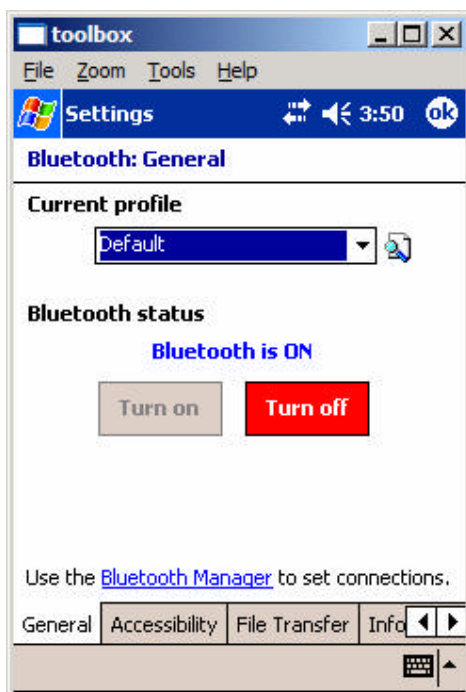 toolbox
File Zoom Tools Help
Settings 3:50 ok
Bluetooth: General
Current profile
Default
Bluetooth status
Bluetooth is ON
Turn on Turn off
Use the Bluetooth Manager to set connections.
General Accessibility File Transfer Info